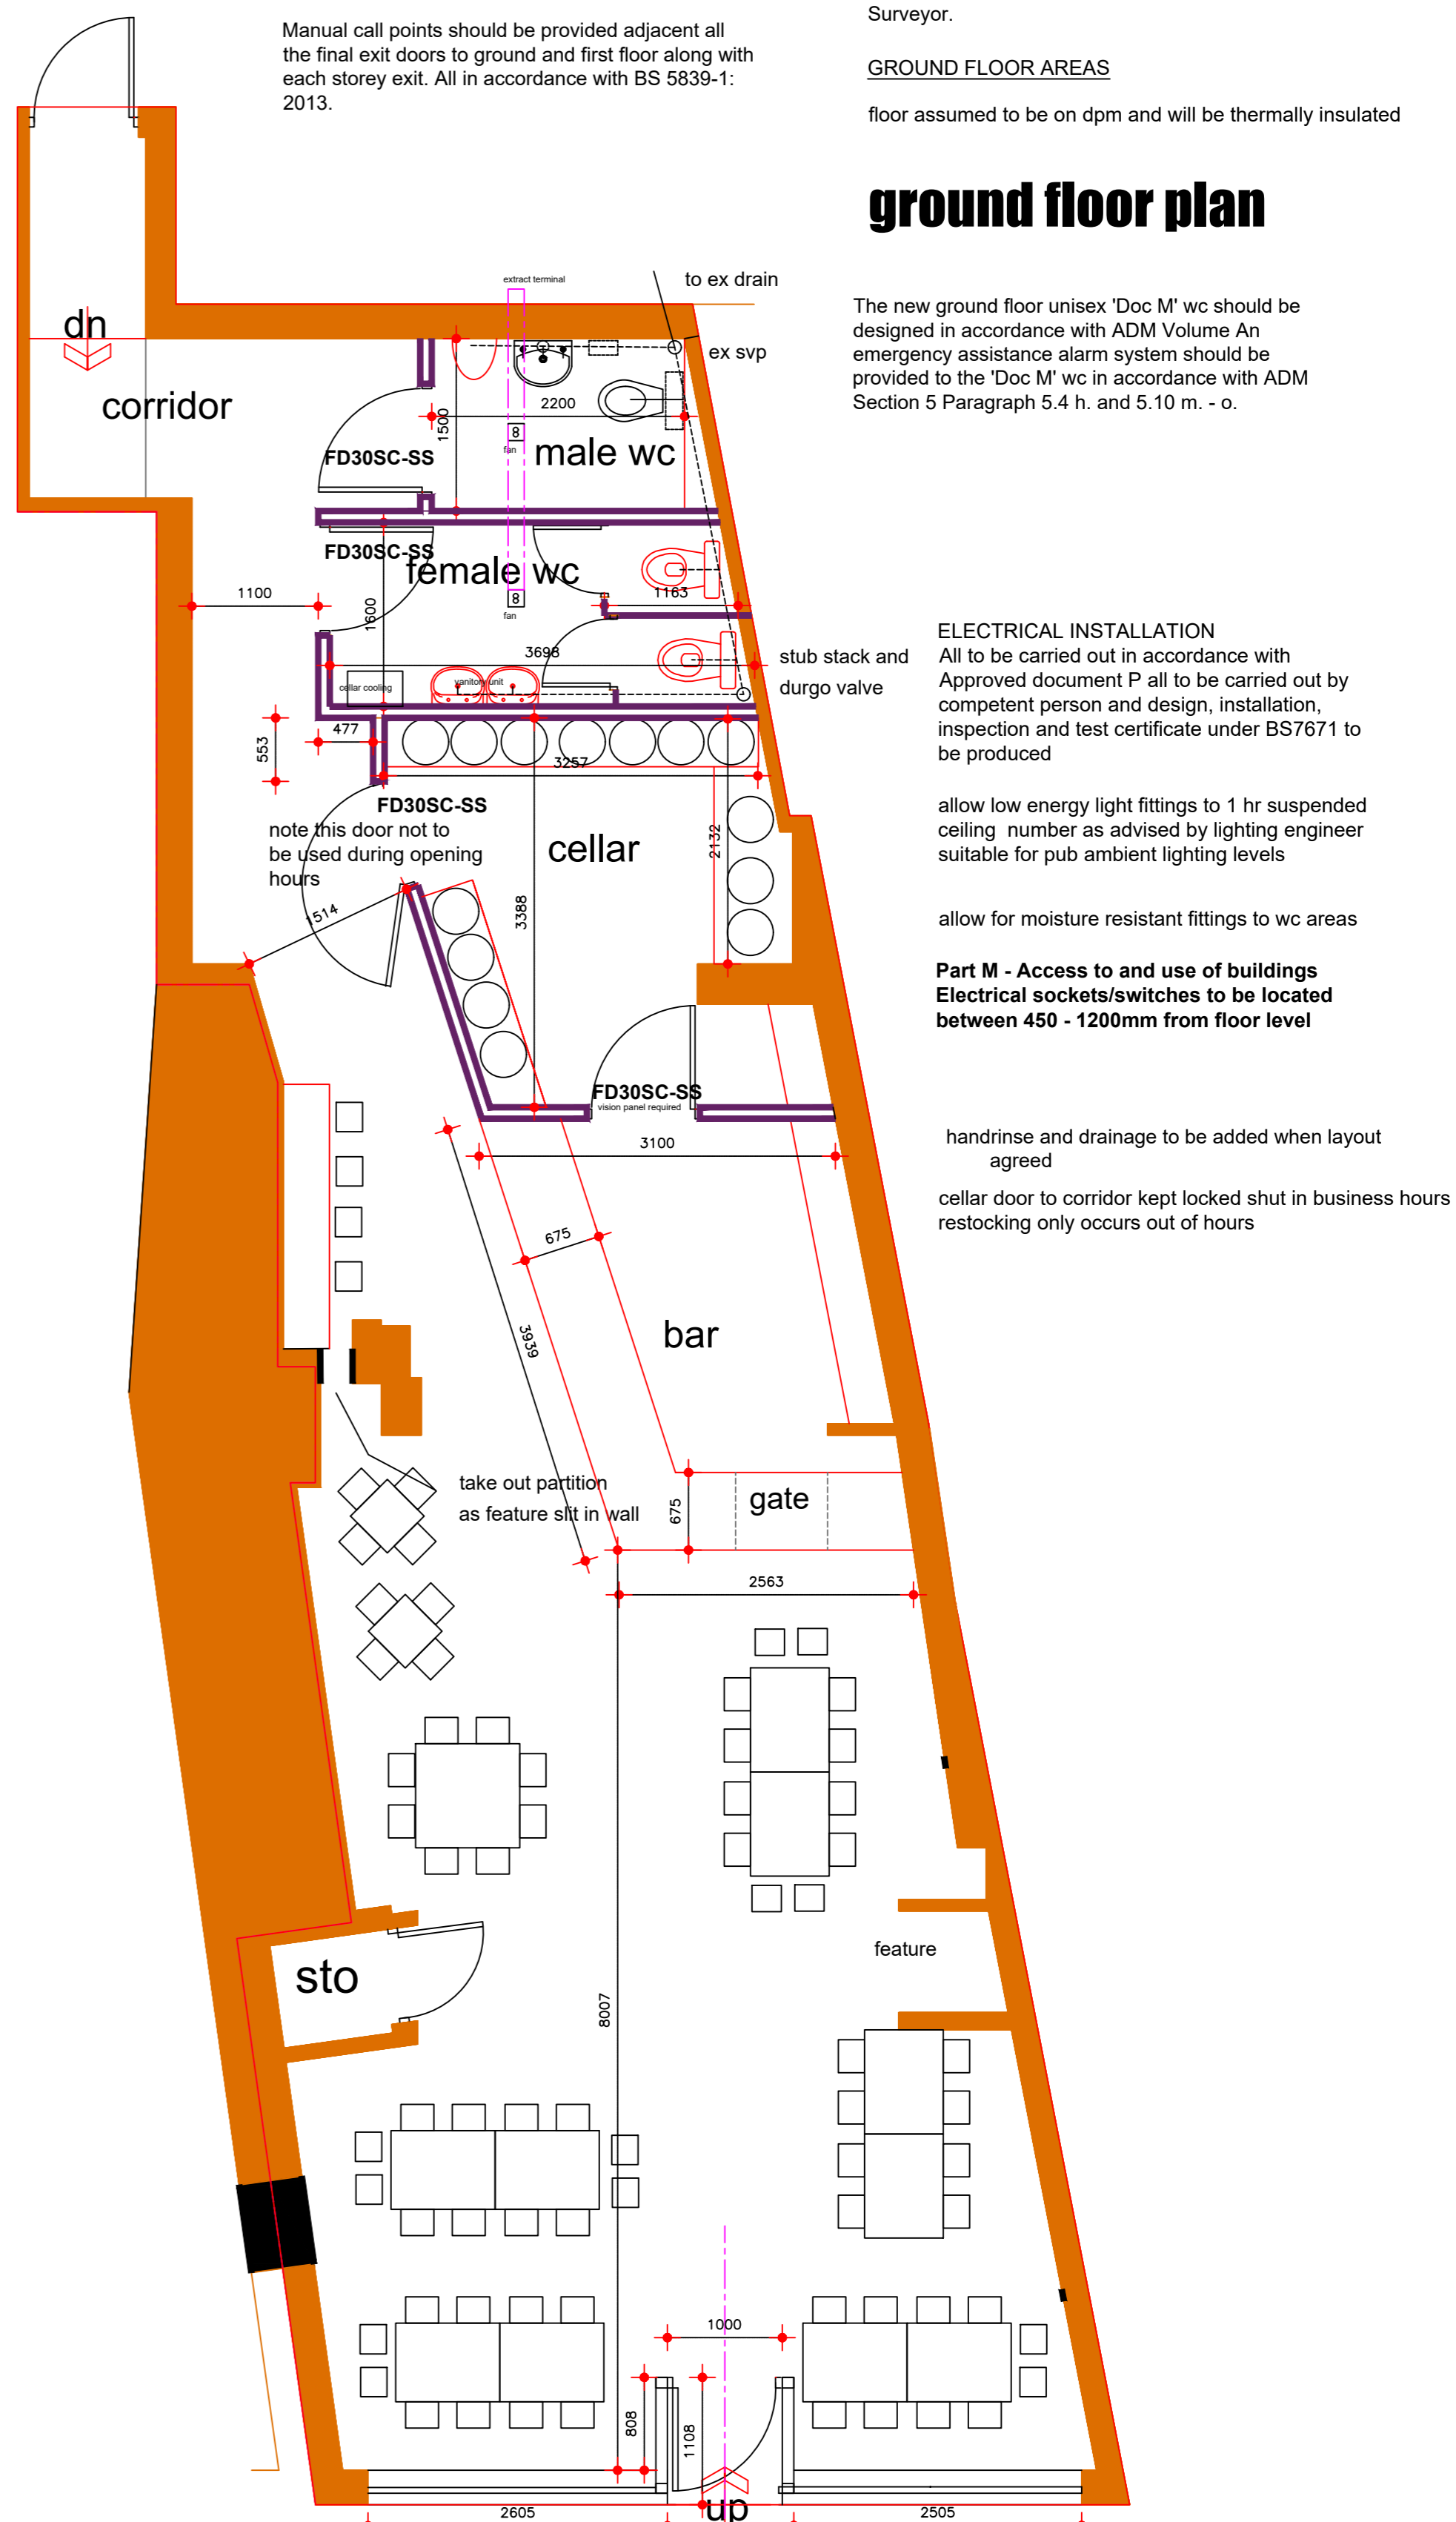 Manual call points should be provided adjacent all
the final exit doors to ground and first floor along with
each storey exit. All in accordance with BS 5839-1:
2013.
Surveyor.
GROUND FLOOR AREAS
floor assumed to be on dpm and will be thermally insulated
ground floor plan
The new ground floor unisex 'Doc M' wc should be
designed in accordance with ADM Volume An
emergency assistance alarm system should be
provided to the 'Doc M' wc in accordance with ADM
Section 5 Paragraph 5.4 h. and 5.10 m. - o.
extract terminal
to ex drain
dn
ex svp
corridor
2200
1500
8
fan
male wc
FD30SC-SS
FD30SC-SS
female wc
1100
8
fan
1163
1600
3698
cellar cooling
vanitory unit
stub stack and
durgo valve
ELECTRICAL INSTALLATION
All to be carried out in accordance with
Approved document P all to be carried out by
competent person and design, installation,
inspection and test certificate under BS7671 to
be produced
477
553
3257
FD30SC-SS
note this door not to
be used during opening
hours
cellar
2132
allow low energy light fittings to 1 hr suspended
ceiling number as advised by lighting engineer
suitable for pub ambient lighting levels
1514
3388
allow for moisture resistant fittings to wc areas
Part M - Access to and use of buildings
Electrical sockets/switches to be located
between 450 - 1200mm from floor level
FD30SC-SS
vision panel required
3100
handrinse and drainage to be added when layout
agreed
cellar door to corridor kept locked shut in business hours
restocking only occurs out of hours
675
3939
bar
take out partition
as feature slit in wall
675
gate
2563
feature
sto
8007
1000
808
1108
up
2605
2505